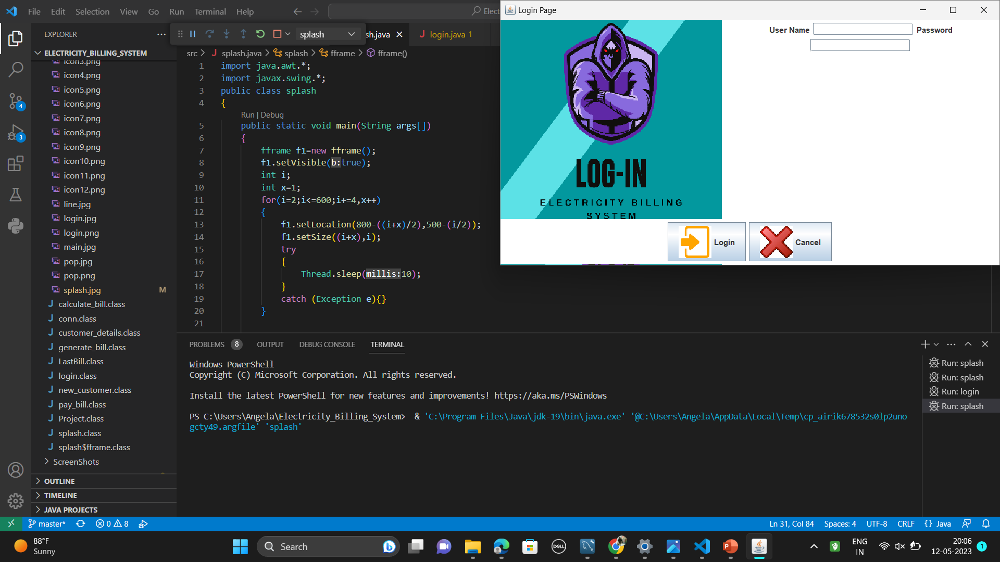 File Edit Selection View Go Run Terminal Help
Elect
Login Page
EXPLORER
splash
sh.java
login.java 1
ELECTRICITY_BILLING_SYSTEM
icon3.png
icon4.png
icon5.png
icon6.png
icon7.png
icon8.png
icon9.png
icon10.png
icon11.png
icon12.png
line.jpg
login.jpg
login.png
main.jpg
pop.jpg
pop.png
splash.jpg M
calculate_bill.class
conn.class
customer_details.class
generate_bill.class
LastBill.class
login.class
new_customer.class
pay_bill.class
Project.class
splash.class
splash$fframe.class
ScreenShots
OUTLINE
TIMELINE
JAVA PROJECTS
4
3
src > J splash.java > splash > fframe > fframe()
1 import java.awt.*;
2 import javax.swing.*;
3 public class splash
4 {
Run | Debug
5 public static void main(String args[])
6 {
7 fframe f1=new fframe();
8 f1.setVisible(b:true);
9 int i;
10 int x=1;
11 for(i=2;i<=600;i+=4,x++)
12 {
13 f1.setLocation(800-((i+x)/2),500-(i/2));
14 f1.setSize((i+x),i);
15 try
16 {
17 Thread.sleep(millis:10);
18 }
19 catch (Exception e){}
20 }
21
User Name
Password
LOG-IN
ELECTRICITY BILLING
SYSTEM
Login
Cancel
PROBLEMS 8 OUTPUT DEBUG CONSOLE TERMINAL
Windows PowerShell
Copyright (C) Microsoft Corporation. All rights reserved.
Install the latest PowerShell for new features and improvements! https://aka.ms/PSWindows
PS C:\Users\Angela\Electricity_Billing_System> & 'C:\Program Files\Java\jdk-19\bin\java.exe' '@C:\Users\Angela\AppData\Local\Temp\cp_airik678532s0lp2uno
gcty49.argfile' 'splash'
Run: splash
Run: splash
Run: login
Run: splash
master* 0 8
Ln 31, Col 84 Spaces: 4 UTF-8 CRLF {} Java
88°F
Sunny
Search
DELL
ENG
IN
20:06
12-05-2023
1